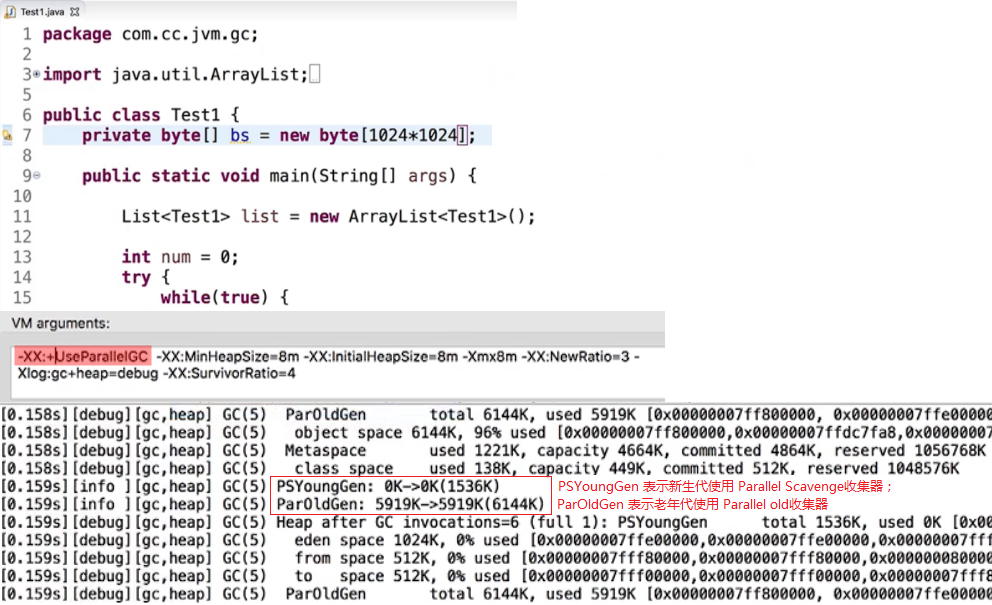 Test1.java
1 package com.cc.jvm.gc;
2
3 import java.util.ArrayList;
5
6 public class Test1 {
7 private byte[] bs = new byte[1024*1024];
8
9 public static void main(String[] args) {
10
11 List<Test1> list = new ArrayList<Test1>();
12
13 int num = 0;
14 try {
15 while(true) {
VM arguments:
-XX:+UseParallelGC -XX:MinHeapSize=8m -XX:InitialHeapSize=8m -Xmx8m -XX:NewRatio=3 -
Xlog:gc+heap=debug -XX:SurvivorRatio=4
[0.158s][debug][gc,heap] GC(5) ParOldGen total 6144K, used 5919K [0x00000007ff800000, 0x00000007ffe00000
[0.158s][debug][gc,heap] GC(5) object space 6144K, 96% used [0x00000007ff800000,0x00000007ffdc7fa8,0x0000000
[0.158s][debug][gc,heap] GC(5) Metaspace used 1221K, capacity 4664K, committed 4864K, reserved 1056768K
[0.158s][debug][gc,heap] GC(5) class space used 138K, capacity 449K, committed 512K, reserved 1048576K
[0.159s][info ][gc,heap] GC(5) PSYoungGen: 0K->0K(1536K) PSYoungGen 表示新生代使用 Parallel Scavenge收集器；
[0.159s][info ][gc,heap] GC(5) ParOldGen: 5919K->5919K(6144K) ParOldGen 表示老年代使用 Parallel old收集器
[0.159s][debug][gc,heap] GC(5) Heap after GC invocations=6 (full 1): PSYoungGen total 1536K, used 0K [0x00
[0.159s][debug][gc,heap] GC(5) eden space 1024K, 0% used [0x00000007ffe00000,0x00000007ffe00000,0x00000007fff
[0.159s][debug][gc,heap] GC(5) from space 512K, 0% used [0x00000007fff80000,0x00000007fff80000,0x000000080000
[0.159s][debug][gc,heap] GC(5) to space 512K, 0% used [0x00000007fff00000,0x00000007fff00000,0x00000007fff8
[0.159s][debug][gc,heap] GC(5) ParOldGen total 6144K, used 5919K [0x00000007ff800000, 0x00000007ffe00000